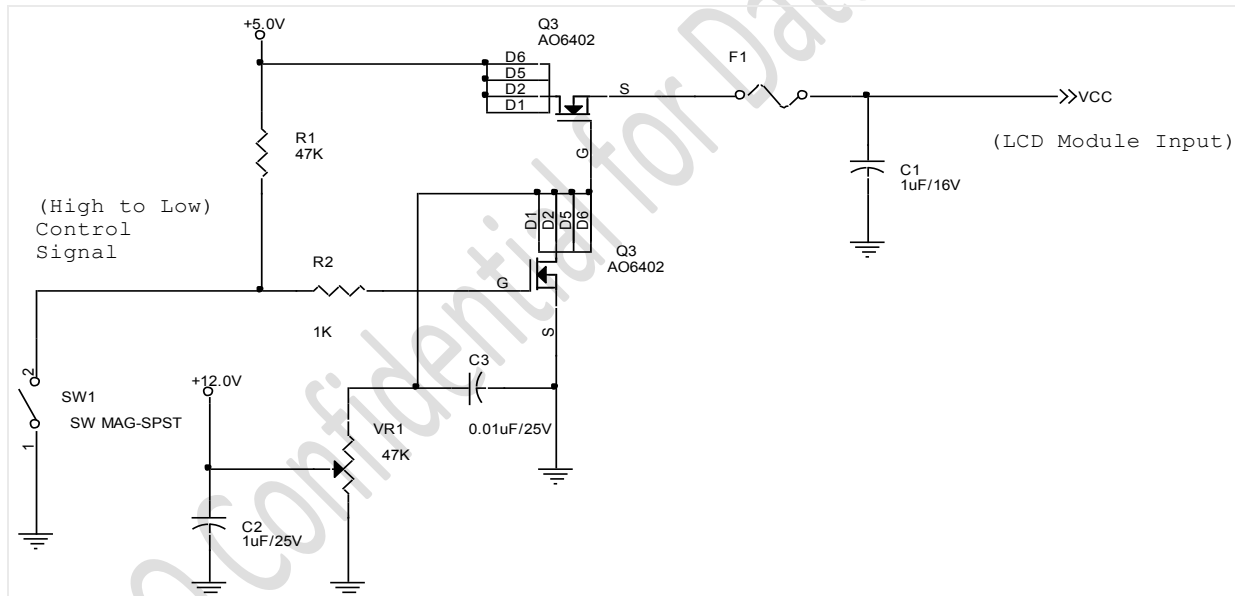 +5.0V
Q3
AO6402
D6
D5
D2
D1
S
F1
VCC
(LCD Module Input)
R1
47K
G
C1
1uF/16V
(High to Low)
Control
Signal
D1
D2
D5
D6
Q3
AO6402
R2
1K
G
S
C3
0.01uF/25V
+12.0V
2
SW1
SW MAG-SPST
1
VR1
47K
C2
1uF/25V
Confidential for Dat